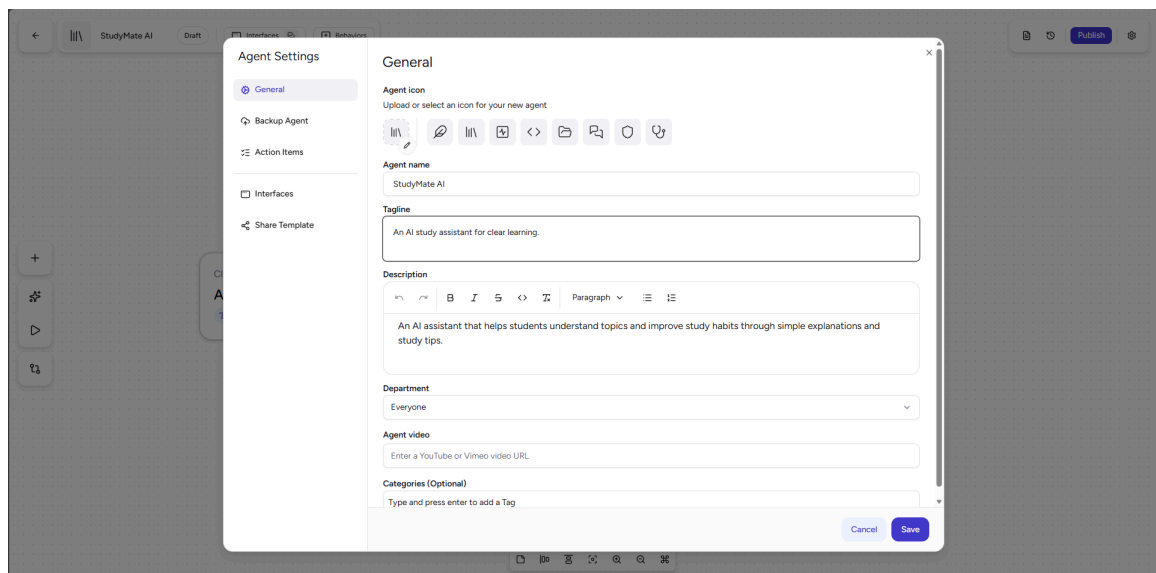 StudyMate AI
Draft
Interfaces
Behaviors
Publish
Agent Settings
General
Backup Agent
Action Items
Interfaces
Share Template
General
Agent icon
Upload or select an icon for your new agent
Agent name
StudyMate AI
Tagline
An AI study assistant for clear learning.
Description
Paragraph
An AI assistant that helps students understand topics and improve study habits through simple explanations and
study tips.
Department
Everyone
Agent video
Enter a YouTube or Vimeo video URL
Categories (Optional)
Type and press enter to add a Tag
Cancel
Save